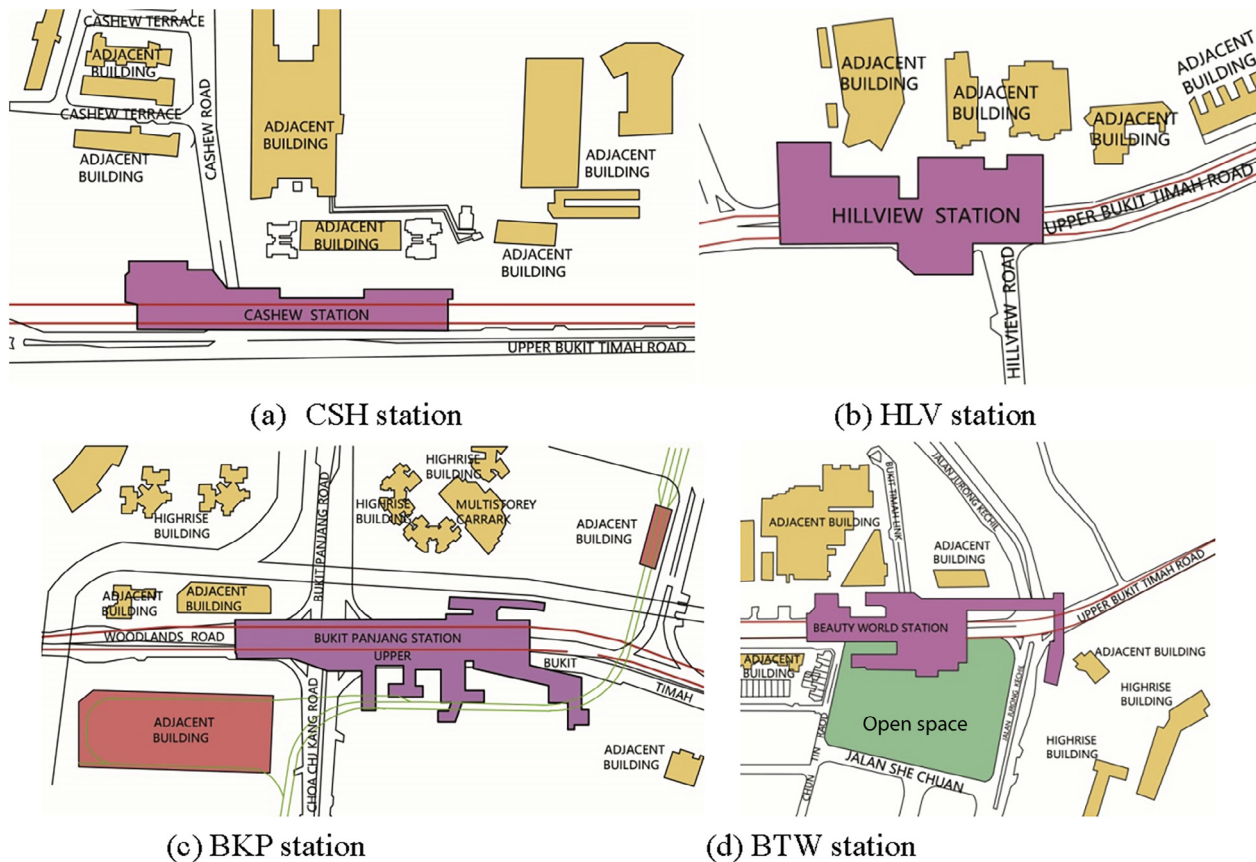 CASHEW TERRACE
ADJACENT
BUILDING
CASHEW TERRACE
ADJACENT
BUILDING
CASHEW ROAD
ADJACENT
BUILDING
ADJACENT
BUILDING
ADJACENT
BUILDING
ADJACENT
BUILDING
CASHEW STATION
UPPER BUKIT TIMAH ROAD
(a) CSH station
ADJACENT
BUILDING
ADJACENT
BUILDING
ADJACENT
BUILDING
ADJACENT
BUILDING
HILLVIEW STATION
UPPER BUKIT TIMAH ROAD
HILLVIEW ROAD
(b) HLV station
HIGHRISE
BUILDING
BUKIT PANJANG ROAD
HIGHRISE
BUILDING
HIGHRISE
BUILDING
MULTISTOREY
CARRARK
ADJACENT
BUILDING
ADJACENT
BUILDING
ADJACENT
BUILDING
WOODLANDS ROAD
BUKIT PANJANG STATION
UPPER
BUKIT
TIMAH
ADJACENT
BUILDING
CHOA CHJ KANG ROAD
ADJACENT
BUILDING
(c) BKP station
ADJACENT BUILDING
BUKIT TIMAH LINK
JALAN JURONG KECHIL
ADJACENT
BUILDING
UPPER BUKIT TIMAH ROAD
BEAUTY WORLD STATION
ADJACENT
BUILDING
ADJACENT BUILDING
HIGHRISE
BUILDING
Open space
JALAN JURONG KECHIL
CHUN TIN RAOD
JALAN SHE CHUAN
HIGHRISE
BUILDING
(d) BTW station